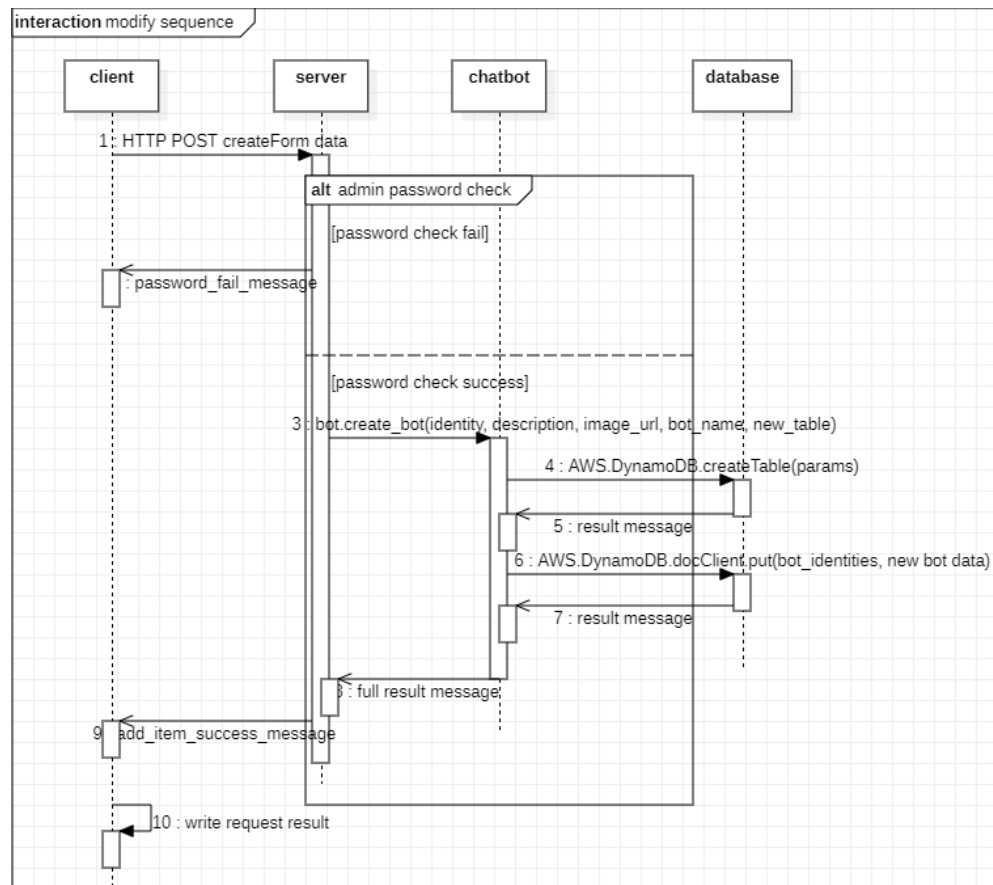 interaction modify sequence
client
server
chatbot
database
1 : HTTP POST createForm data
alt admin password check
[password check fail]
: password_fail_message
[password check success]
3 : bot.create_bot(identity, description, image_url, bot_name, new_table)
4 : AWS.DynamoDB.createTable(params)
5 : result message
6 : AWS.DynamoDB.docClient.put(bot_identities, new bot data)
7 : result message
8 : full result message
9 add_item_success_message
10 : write request result